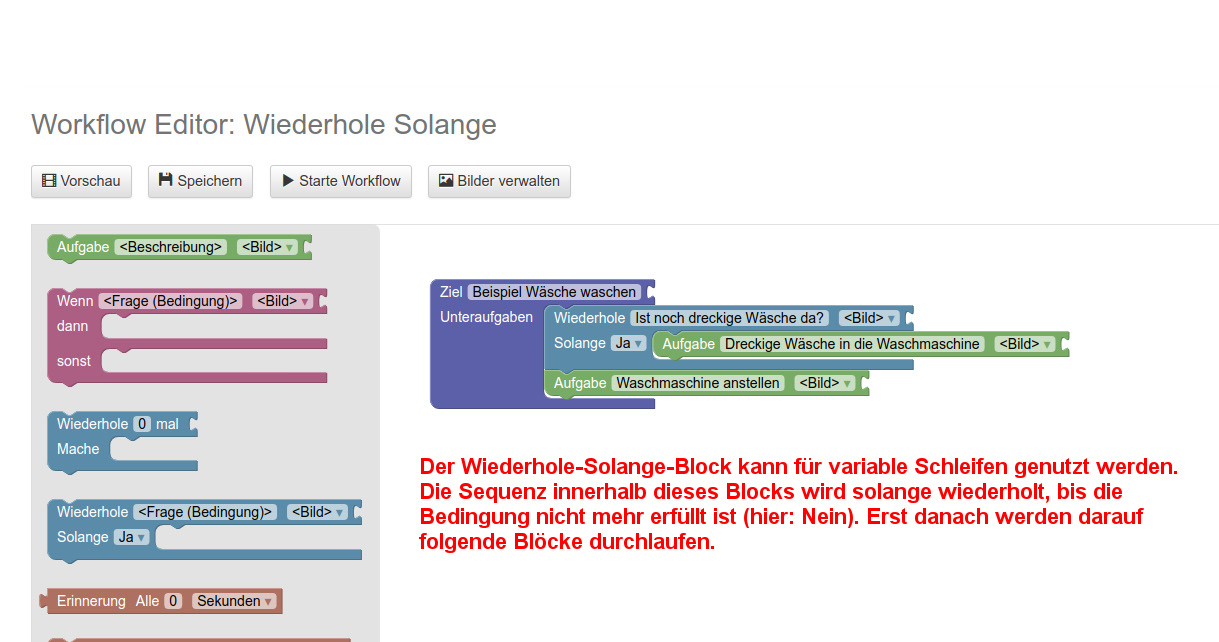 Workflow Editor: Wiederhole Solange
Vorschau Speichern Starte Workflow Bilder verwalten
Aufgabe <Beschreibung> <Bild>
Wenn <Frage (Bedingung)> <Bild>
dann
sonst
Wiederhole 0 mal
Mache
Wiederhole <Frage (Bedingung)> <Bild>
Solange Ja
Erinnerung Alle 0 Sekunden
Ziel Beispiel Wäsche waschen
Unteraufgaben Wiederhole Ist noch dreckige Wäsche da? <Bild>
Solange Ja Aufgabe Dreckige Wäsche in die Waschmaschine <Bild>
Aufgabe Waschmaschine anstellen <Bild>
Der Wiederhole-Solange-Block kann für variable Schleifen genutzt werden.
Die Sequenz innerhalb dieses Blocks wird solange wiederholt, bis die
Bedingung nicht mehr erfüllt ist (hier: Nein). Erst danach werden darauf
folgende Blöcke durchlaufen.